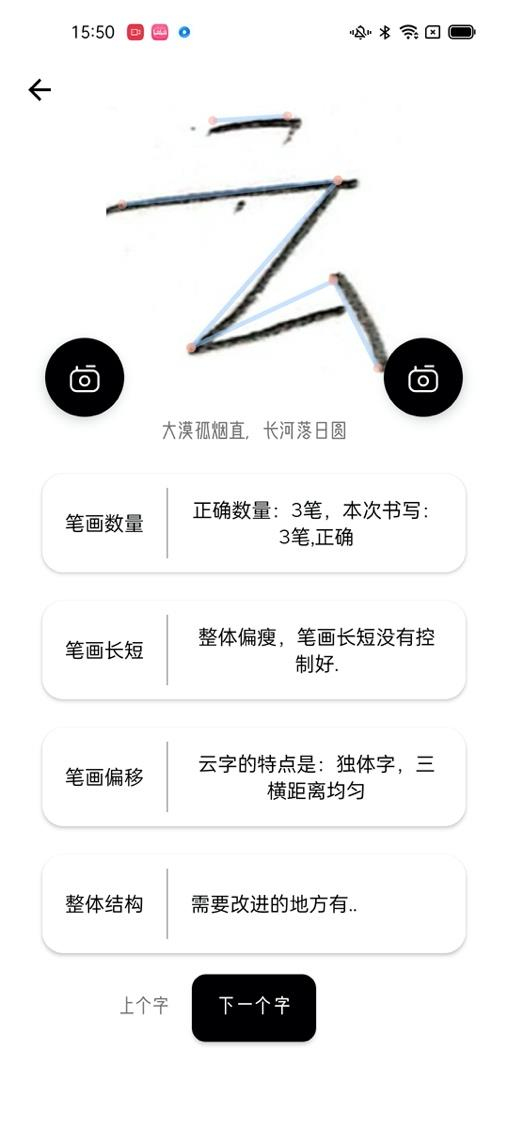 15:50
云
大漠孤烟直，长河落日圆
笔画数量
正确数量：3笔，本次书写：
3笔,正确
笔画长短
整体偏瘦，笔画长短没有控
制好.
笔画偏移
云字的特点是：独体字，三
横距离均匀
整体结构
需要改进的地方有..
上个字
下一个字